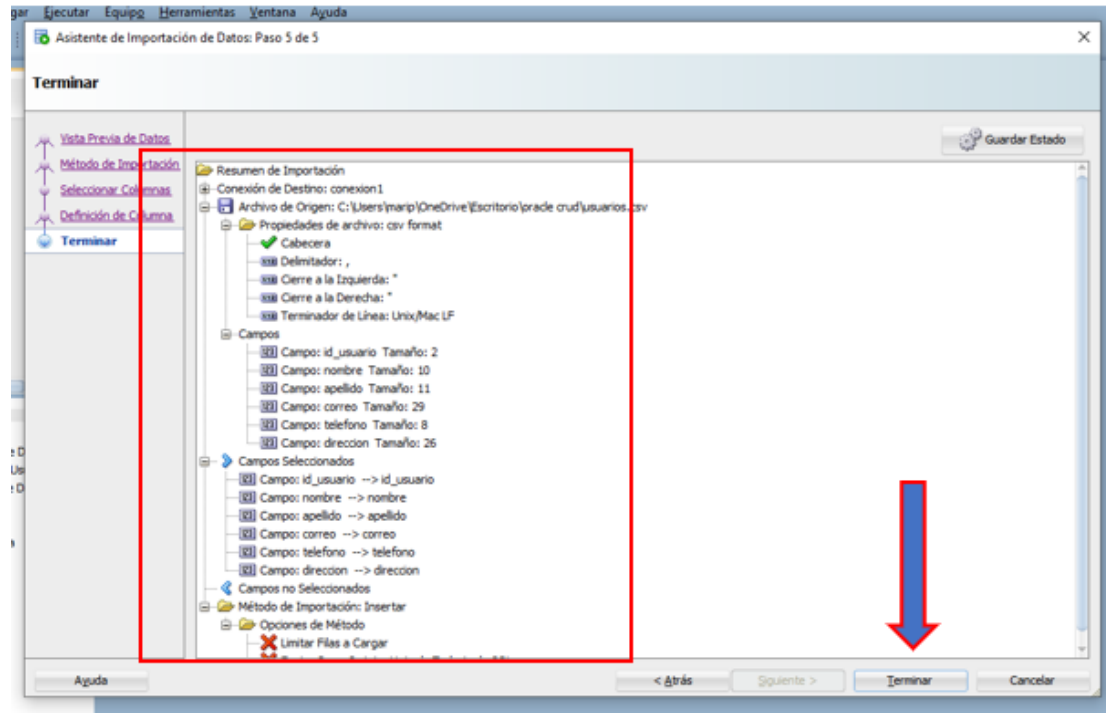 gar Ejecutar Equipo Herramientas Ventana Ayuda
Asistente de Importación de Datos: Paso 5 de 5
Terminar
Vista Previa de Datos
Método de Importación
Seleccionar Columnas
Definición de Columna
Terminar
Guardar Estado
Resumen de Importación
Conexión de Destino: conexion1
Archivo de Origen: C:\Users\marip\OneDrive\Escritorio\oracle crud\usuarios.csv
Propiedades de archivo: csv format
Cabecera
Delimitador: ,
Cierre a la Izquierda: "
Cierre a la Derecha: "
Terminador de Línea: Unix/Mac LF
Campos
Campo: id_usuario Tamaño: 2
Campo: nombre Tamaño: 10
Campo: apellido Tamaño: 11
Campo: correo Tamaño: 29
Campo: telefono Tamaño: 8
Campo: direccion Tamaño: 26
Campos Seleccionados
Campo: id_usuario --> id_usuario
Campo: nombre --> nombre
Campo: apellido --> apellido
Campo: correo --> correo
Campo: telefono --> telefono
Campo: direccion --> direccion
Campos no Seleccionados
Método de Importación: Insertar
Opciones de Método
Limitar Filas a Cargar
Ayuda
< Atrás
Siguiente >
Terminar
Cancelar